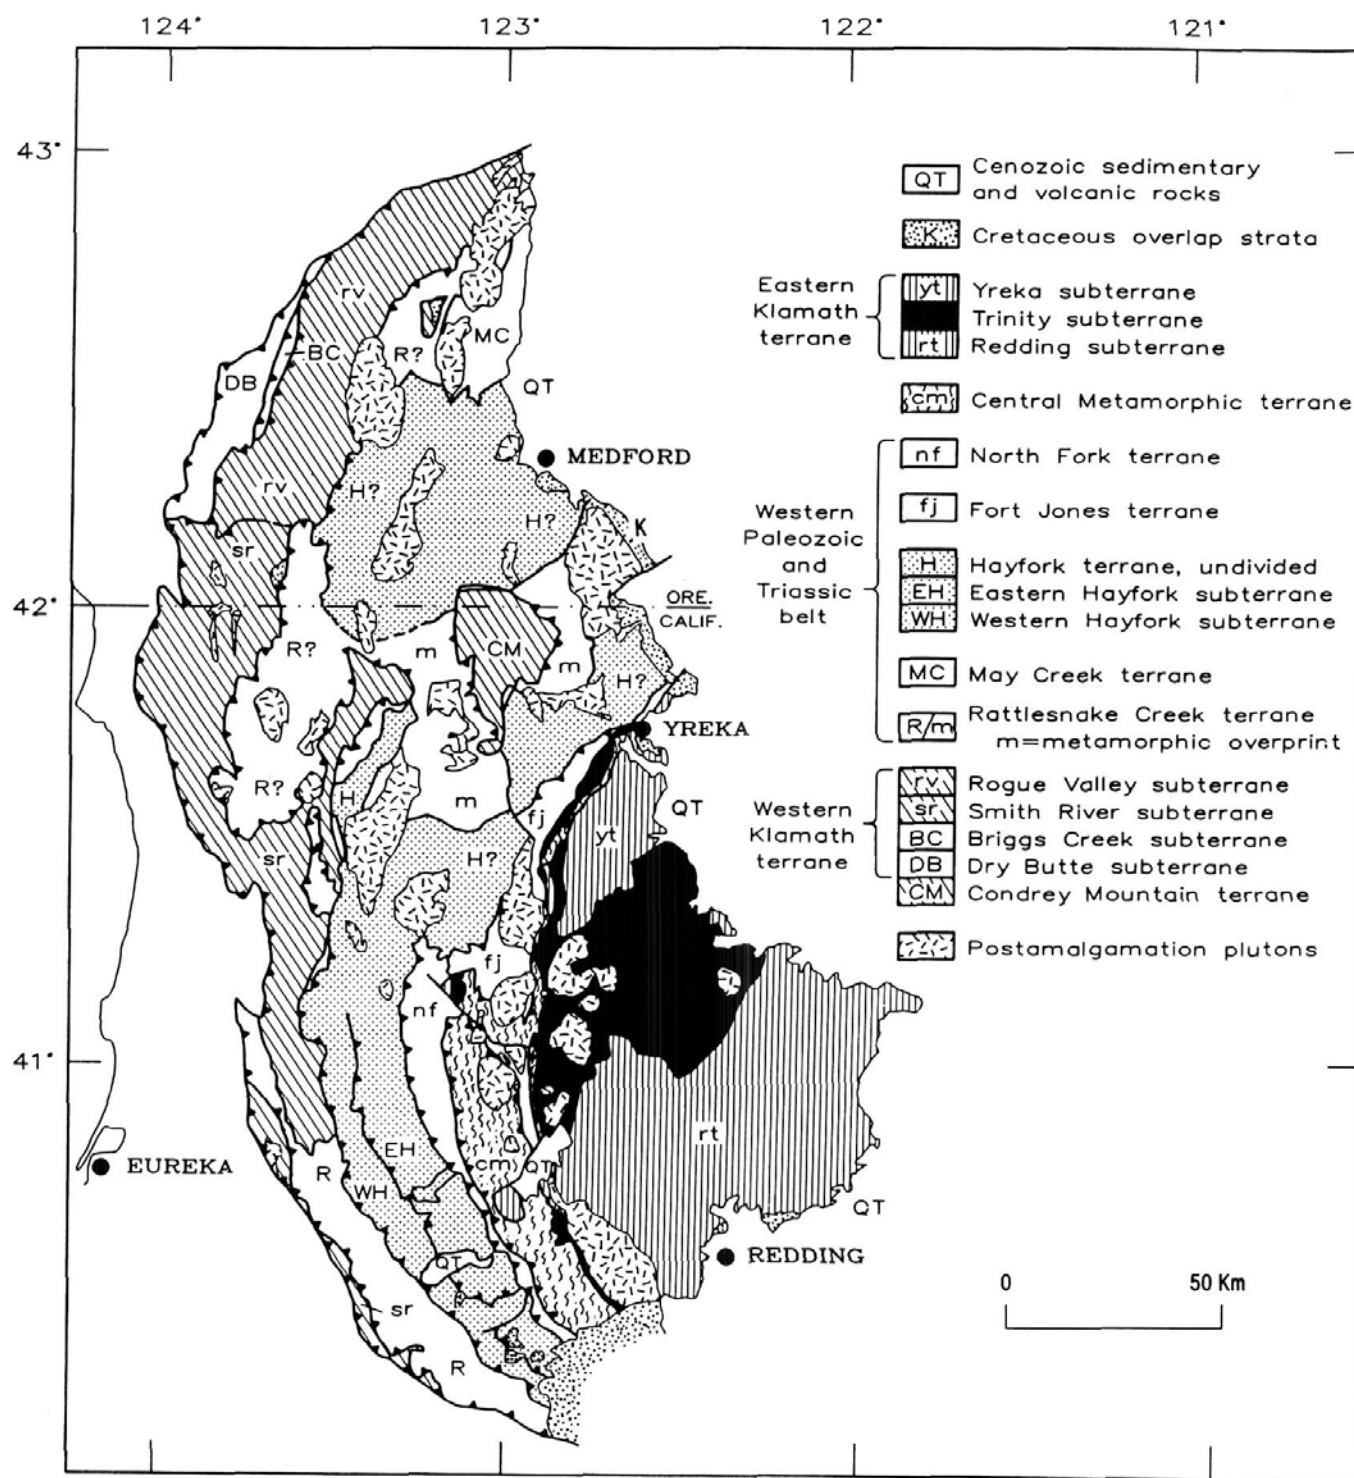 124°
123°
122°
121°
43°
42°
41°
QT
Cenozoic sedimentary
and volcanic rocks
K
Cretaceous overlap strata
Eastern
Klamath
terrane
yt
Yreka subterrane
Trinity subterrane
rt
Redding subterrane
cm
Central Metamorphic terrane
Western
Paleozoic
and
Triassic
belt
nf
North Fork terrane
fj
Fort Jones terrane
H
Hayfork terrane, undivided
EH
Eastern Hayfork subterrane
WH
Western Hayfork subterrane
MC
May Creek terrane
R/m
Rattlesnake Creek terrane
m=metamorphic overprint
Western
Klamath
terrane
rv
Rogue Valley subterrane
sr
Smith River subterrane
BC
Briggs Creek subterrane
DB
Dry Butte subterrane
CM
Condrey Mountain terrane
Postamalgamation plutons
rv
BC
DB
R?
MC
QT
MEDFORD
rv
H?
H?
K
sr
ORE.
CALIF.
R?
m
CM
m
H?
YREKA
R?
H
m
fj
QT
yt
sr
H?
fj
nf
rt
EUREKA
R
EH
WH
cm
QT
QT
REDDING
QT
sr
R
R
0
50 Km